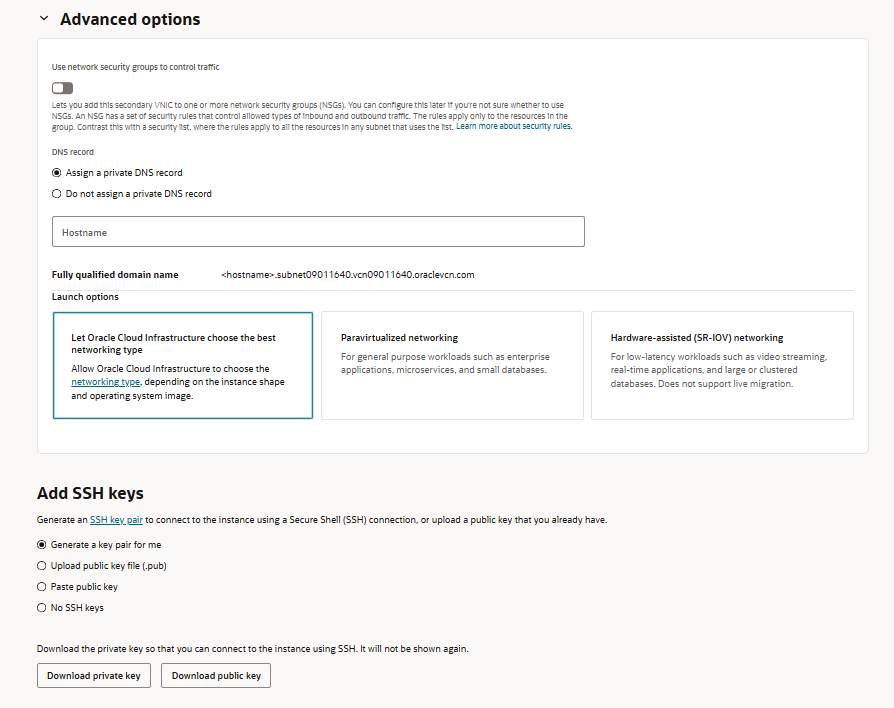 Advanced options
Use network security groups to control traffic
Lets you add this secondary VNIC to one or more network security groups (NSGs). You can configure this later if you're not sure whether to use
NSGs. An NSG has a set of security rules that control allowed types of inbound and outbound traffic. The rules apply only to the resources in the
group. Contrast this with a security list, where the rules apply to all the resources in any subnet that uses the list. Learn more about security rules.
DNS record
Assign a private DNS record
Do not assign a private DNS record
Hostname
Fully qualified domain name <hostname>.subnet09011640.vcn09011640.oraclevcn.com
Launch options
Let Oracle Cloud Infrastructure choose the best
networking type
Allow Oracle Cloud Infrastructure to choose the
networking type, depending on the instance shape
and operating system image.
Paravirtualized networking
For general purpose workloads such as enterprise
applications, microservices, and small databases.
Hardware-assisted (SR-IOV) networking
For low-latency workloads such as video streaming,
real-time applications, and large or clustered
databases. Does not support live migration.
Add SSH keys
Generate an SSH key pair to connect to the instance using a Secure Shell (SSH) connection, or upload a public key that you already have.
Generate a key pair for me
Upload public key file (.pub)
Paste public key
No SSH keys
Download the private key so that you can connect to the instance using SSH. It will not be shown again.
Download private key
Download public key